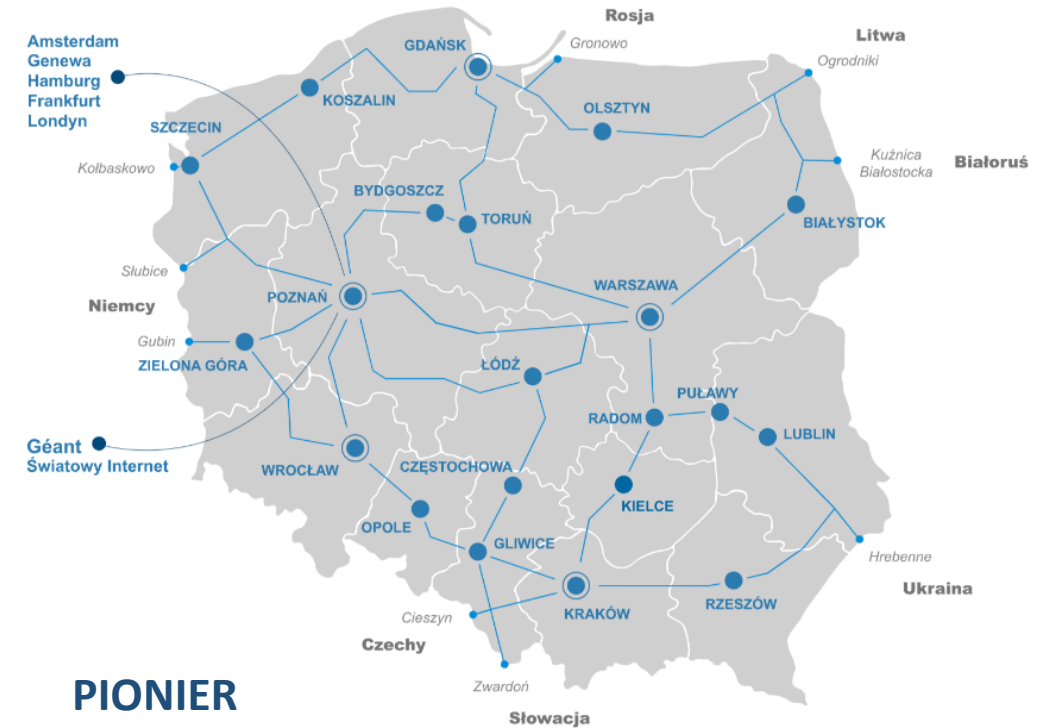 Rosja
Amsterdam
Genewa
Hamburg
Frankfurt
Londyn
GDAŃSK
Gronowo
Litwa
Ogrodniki
KOSZALIN
OLSZTYN
SZCZECIN
Kołbaskowo
Kuźnica
Białostocka
Białoruś
BYDGOSZCZ
TORUŃ
BIAŁYSTOK
Słubice
WARSZAWA
POZNAŃ
Niemcy
Gubin
ZIELONA GÓRA
ŁÓDŹ
PUŁAWY
RADOM
LUBLIN
Géant
Światowy Internet
WROCŁAW
CZĘSTOCHOWA
KIELCE
OPOLE
GLIWICE
Hrebenne
Ukraina
RZESZÓW
KRAKÓW
Cieszyn
Czechy
Zwardoń
PIONIER
Słowacja